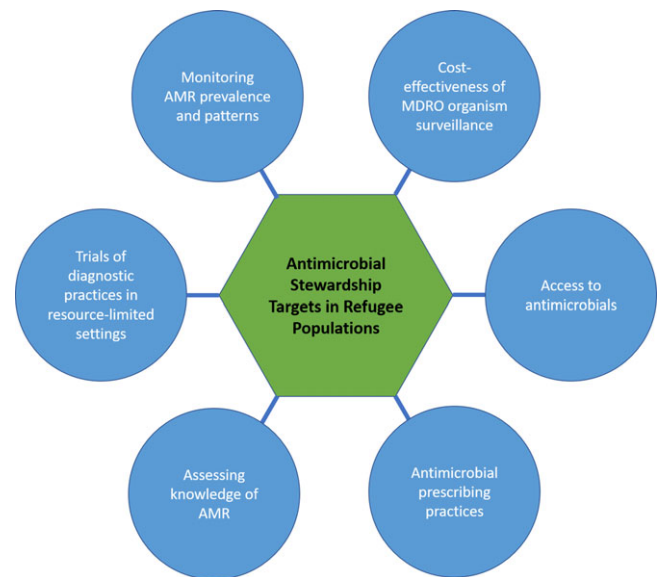 Monitoring
AMR prevalence
and patterns
Cost-
effectiveness of
MDRO organism
surveillance
Trials of
diagnostic
practices in
resource-limited
settings
Antimicrobial
Stewardship
Targets in Refugee
Populations
Access to
antimicrobials
Assessing
knowledge of
AMR
Antimicrobial
prescribing
practices